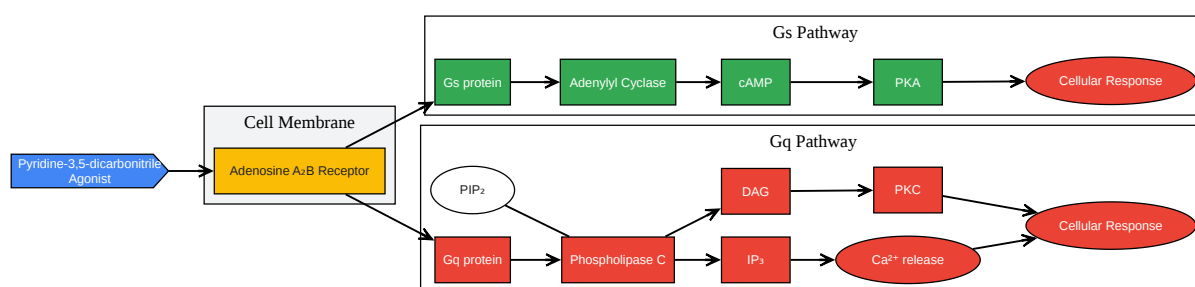 Gs Pathway
Gs protein
Adenylyl Cyclase
cAMP
PKA
Cellular Response
Cell Membrane
Pyridine-3,5-dicarbonitrile
Agonist
Adenosine A₂B Receptor
Gq Pathway
PIP₂
DAG
PKC
Cellular Response
Gq protein
Phospholipase C
IP₃
Ca²⁺ release